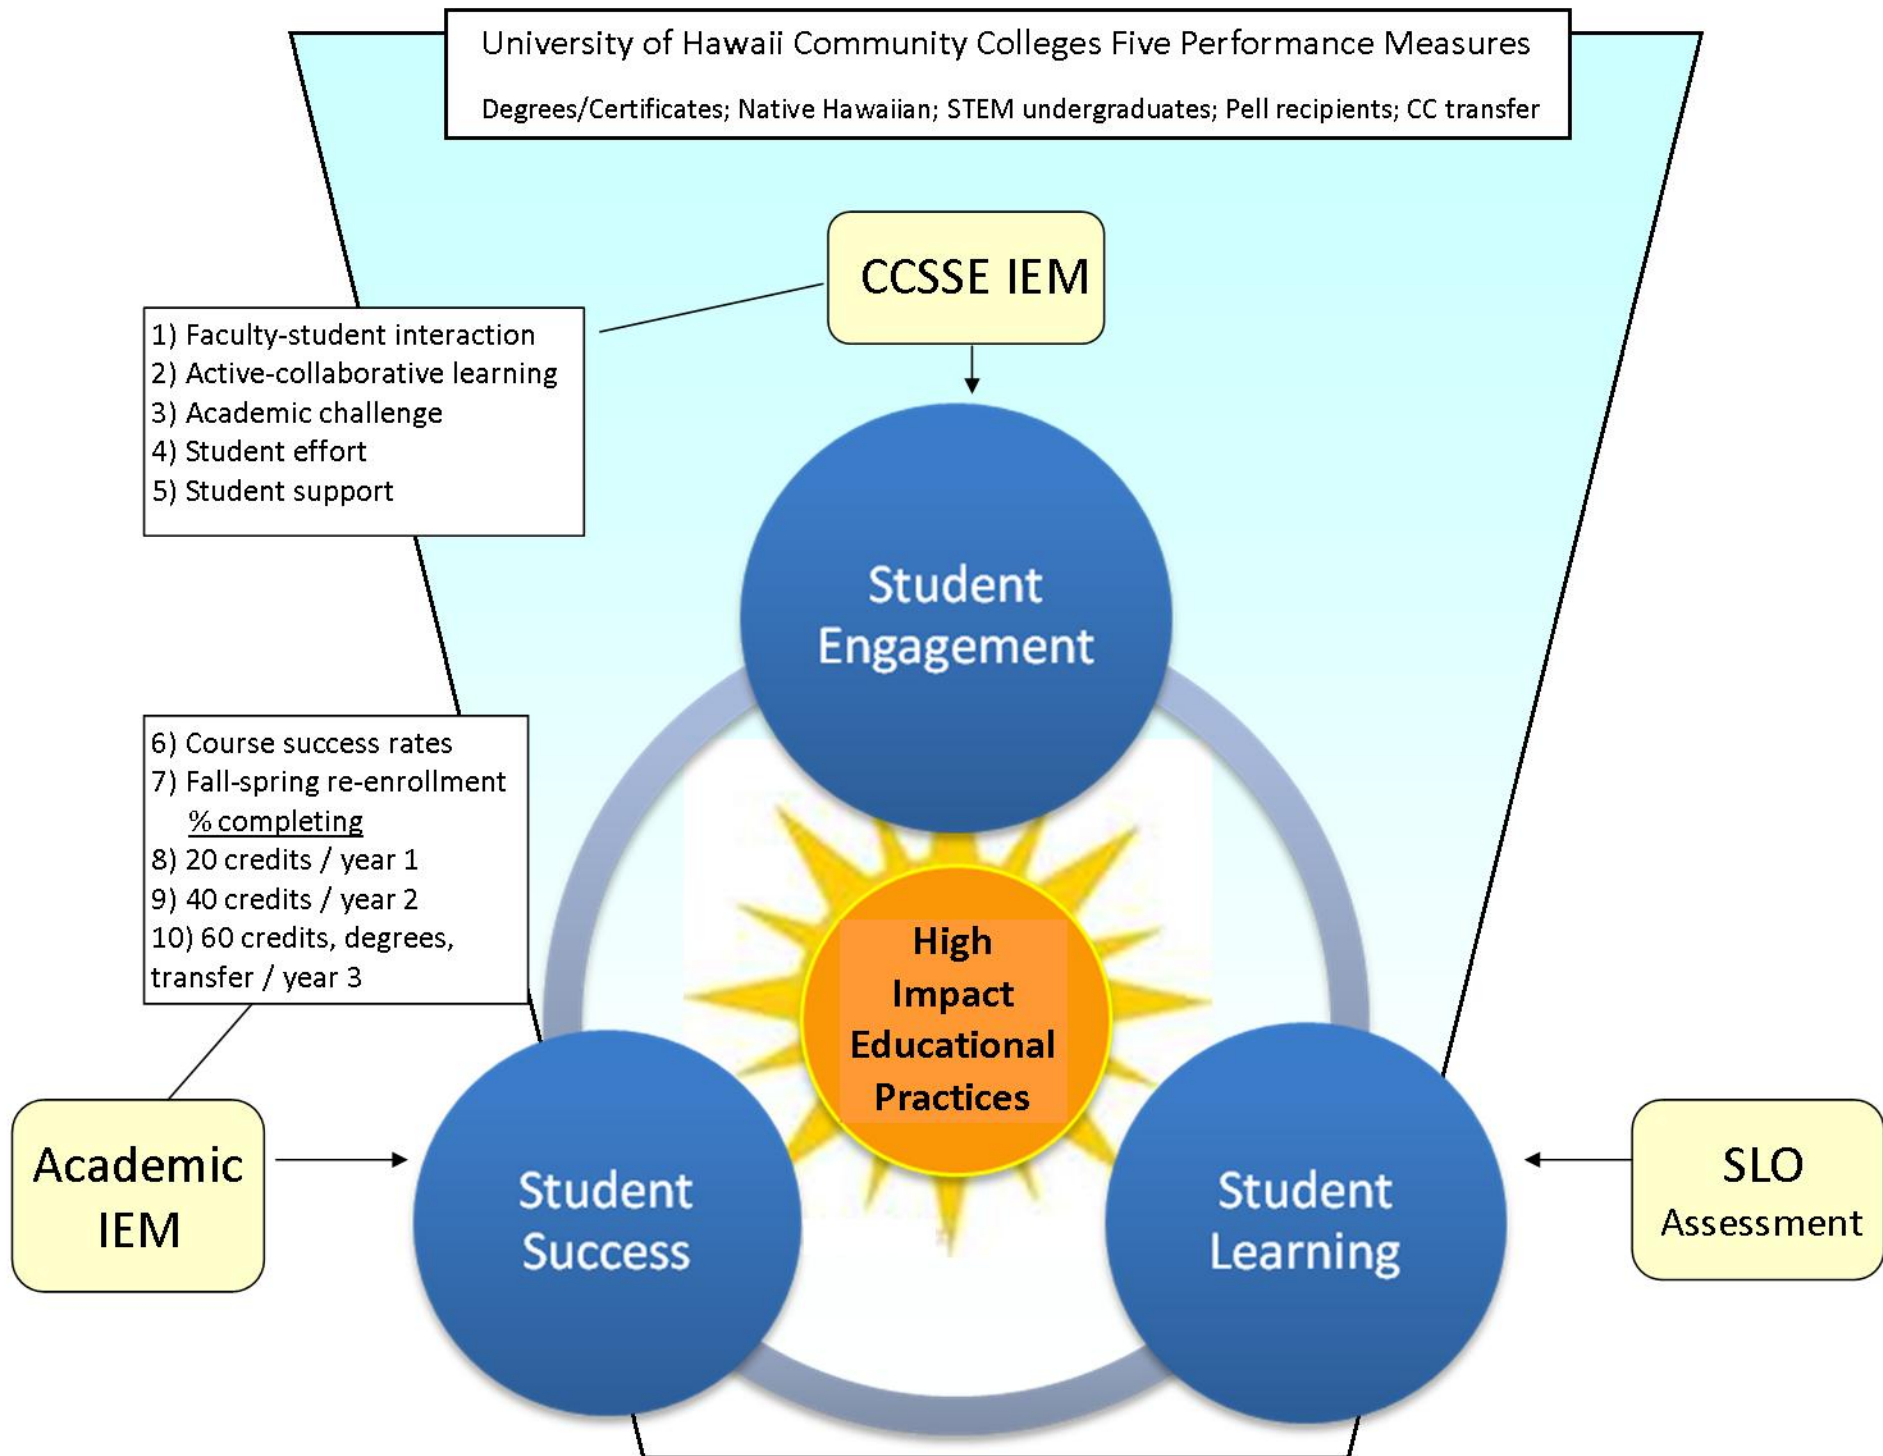 University of Hawaii Community Colleges Five Performance Measures
Degrees/Certificates; Native Hawaiian; STEM undergraduates; Pell recipients; CC transfer
CCSSE IEM
1) Faculty-student interaction
2) Active-collaborative learning
3) Academic challenge
4) Student effort
5) Student support
Student
Engagement
6) Course success rates
7) Fall-spring re-enrollment
% completing
8) 20 credits / year 1
9) 40 credits / year 2
10) 60 credits, degrees,
transfer / year 3
High
Impact
Educational
Practices
Academic
IEM
Student
Success
Student
Learning
SLO
Assessment